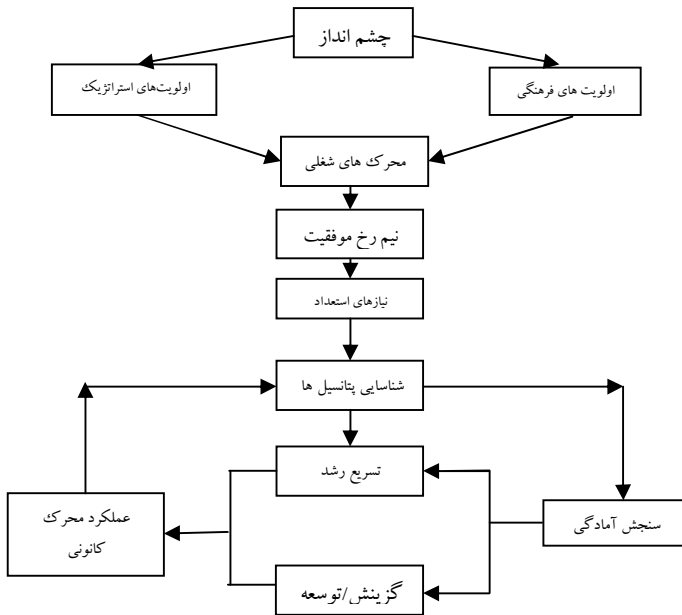 چشم انداز
اولویت های فرهنگی
اولویت‌های استراتژیک
محرک های شغلی
نیم رخ موفقیت
نیازهای استعداد
شناسایی پتانسیل ها
تسریع رشد
سنجش آمادگی
عملکرد محرک
کانونی
گزینش/توسعه